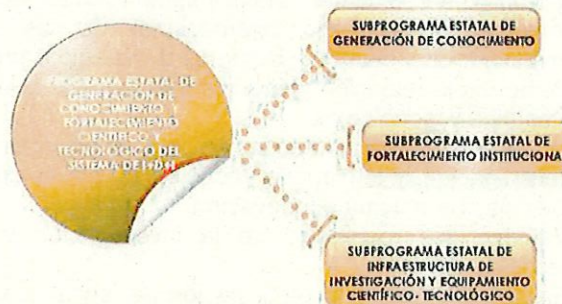 PROGRAMA ESTATAL DE
GENERACIÓN DE
CONOCIMIENTO Y
FORTALECIMIENTO
CIENTÍFICO Y
TECNOLÓGICO DEL
SISTEMA DE I+D+I
SUBPROGRAMA ESTATAL DE
GENERACIÓN DE CONOCIMIENTO
SUBPROGRAMA ESTATAL DE
FORTALECIMIENTO INSTITUCIONA
SUBPROGRAMA ESTATAL DE
INFRAESTRUCTURA DE
INVESTIGACIÓN Y EQUIPAMIENTO
CIENTÍFICO-TECNOLÓGICO